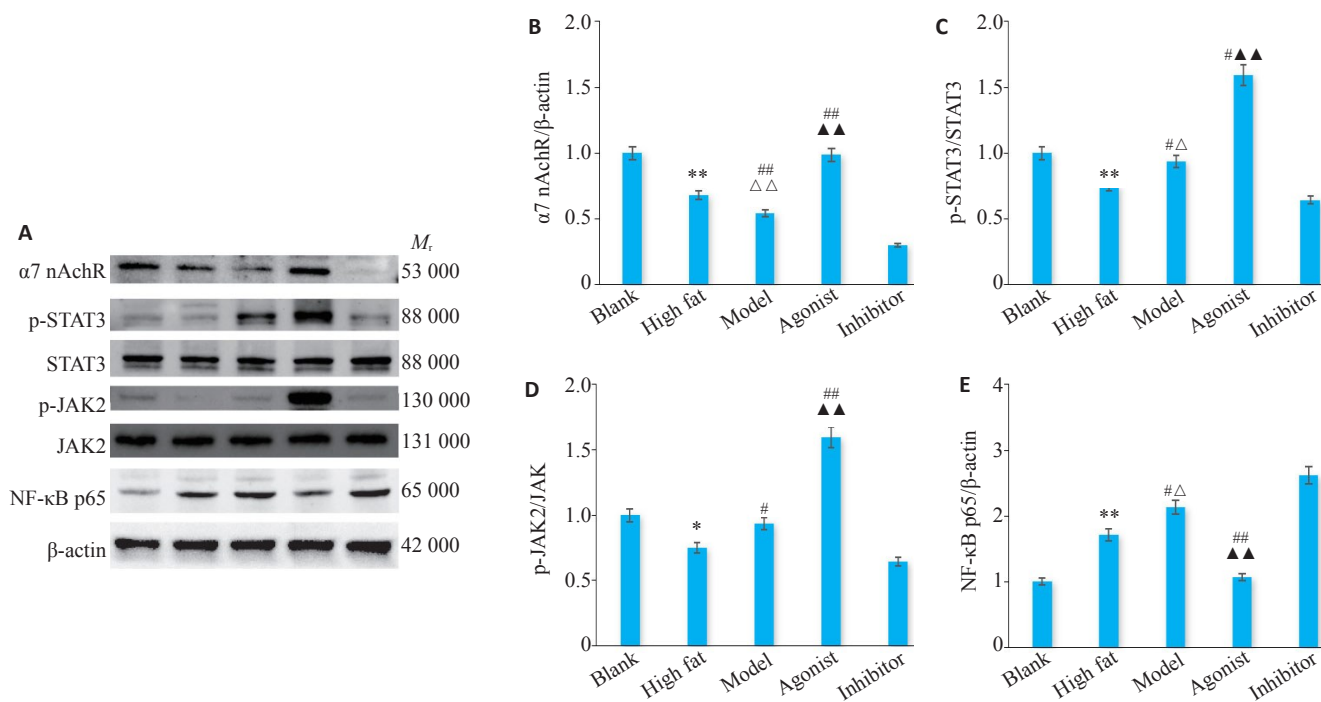 A
M_r
α7 nAchR 53 000
p-STAT3 88 000
STAT3 88 000
p-JAK2 130 000
JAK2 131 000
NF-κB p65 65 000
β-actin 42 000
B
α7 nAchR/β-actin
2.0
1.5
1.0
0.5
0
**
##
△△
##
▲▲
Blank High fat Model Agonist Inhibitor
C
p-STAT3/STAT3
2.0
1.5
1.0
0.5
0
**
#△
#▲▲
Blank High fat Model Agonist Inhibitor
D
p-JAK2/JAK
2.0
1.5
1.0
0.5
0
*
#
##
▲▲
Blank High fat Model Agonist Inhibitor
E
NF-κB p65/β-actin
4
3
2
1
0
**
#△
##
▲▲
Blank High fat Model Agonist Inhibitor